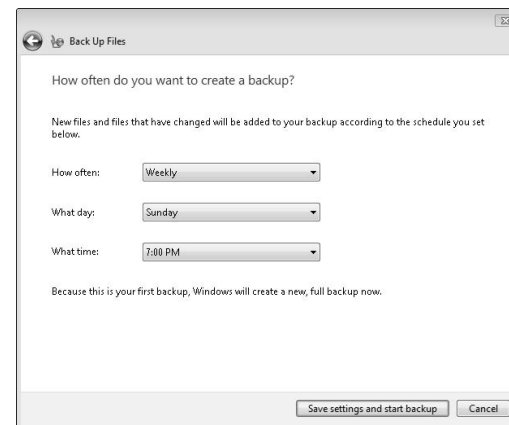 Back Up Files
How often do you want to create a backup?
New files and files that have changed will be added to your backup according to the schedule you set
below.
How often: Weekly
What day: Sunday
What time: 7:00 PM
Because this is your first backup, Windows will create a new, full backup now.
Save settings and start backup Cancel